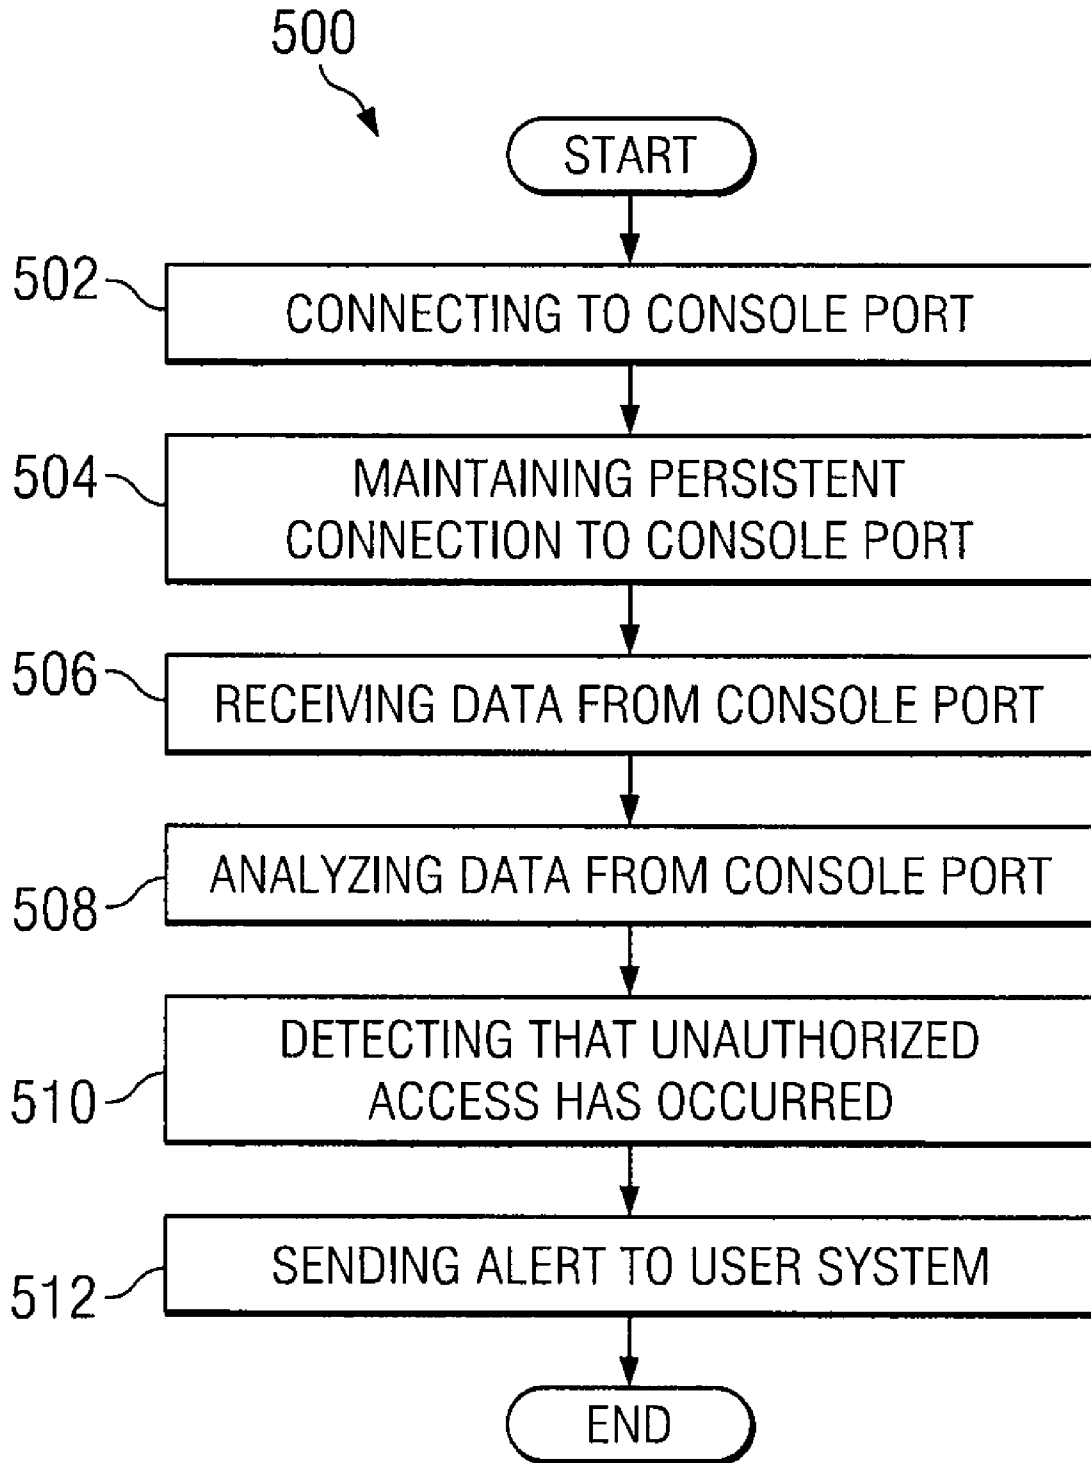 500
START
502
CONNECTING TO CONSOLE PORT
504
MAINTAINING PERSISTENT
CONNECTION TO CONSOLE PORT
506
RECEIVING DATA FROM CONSOLE PORT
508
ANALYZING DATA FROM CONSOLE PORT
510
DETECTING THAT UNAUTHORIZED
ACCESS HAS OCCURRED
512
SENDING ALERT TO USER SYSTEM
END